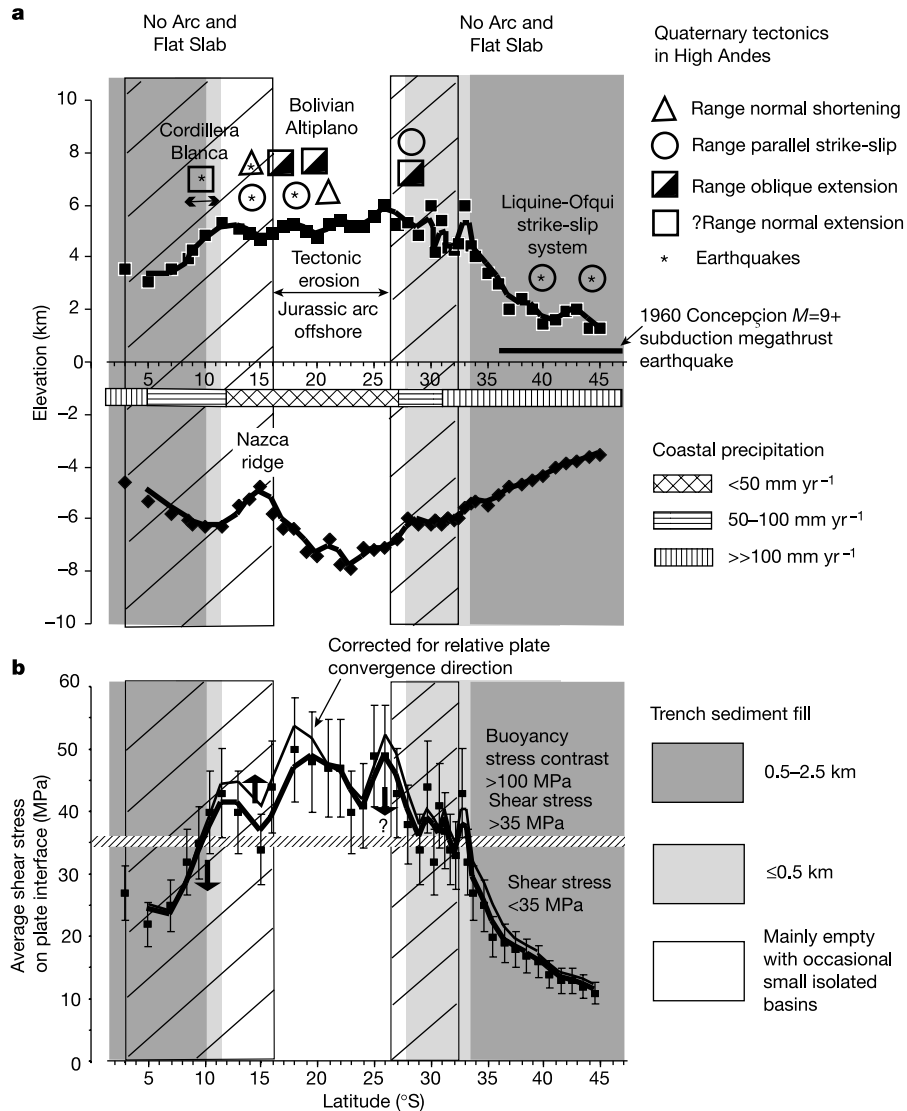 a
No Arc and
Flat Slab
No Arc and
Flat Slab
Quaternary tectonics
in High Andes
Range normal shortening
Range parallel strike-slip
Range oblique extension
?Range normal extension
* Earthquakes
Elevation (km)
10
8
6
4
2
0
−2
−4
−6
−8
−10
Cordillera
Blanca
Bolivian
Altiplano
Tectonic
erosion
Jurassic arc
offshore
Liquine-Ofqui
strike-slip
system
1960 Concepçion M=9+
subduction megathrust
earthquake
5 10 15 20 25 30 35 40 45
Nazca
ridge
Coastal precipitation
<50 mm yr−1
50–100 mm yr−1
>>100 mm yr−1
b
Corrected for relative plate
convergence direction
Average shear stress
on plate interface (MPa)
60
50
40
30
20
10
0
Buoyancy
stress contrast
>100 MPa
Shear stress
>35 MPa
?
Shear stress
<35 MPa
5 10 15 20 25 30 35 40 45
Latitude (°S)
Trench sediment fill
0.5–2.5 km
≤0.5 km
Mainly empty
with occasional
small isolated
basins